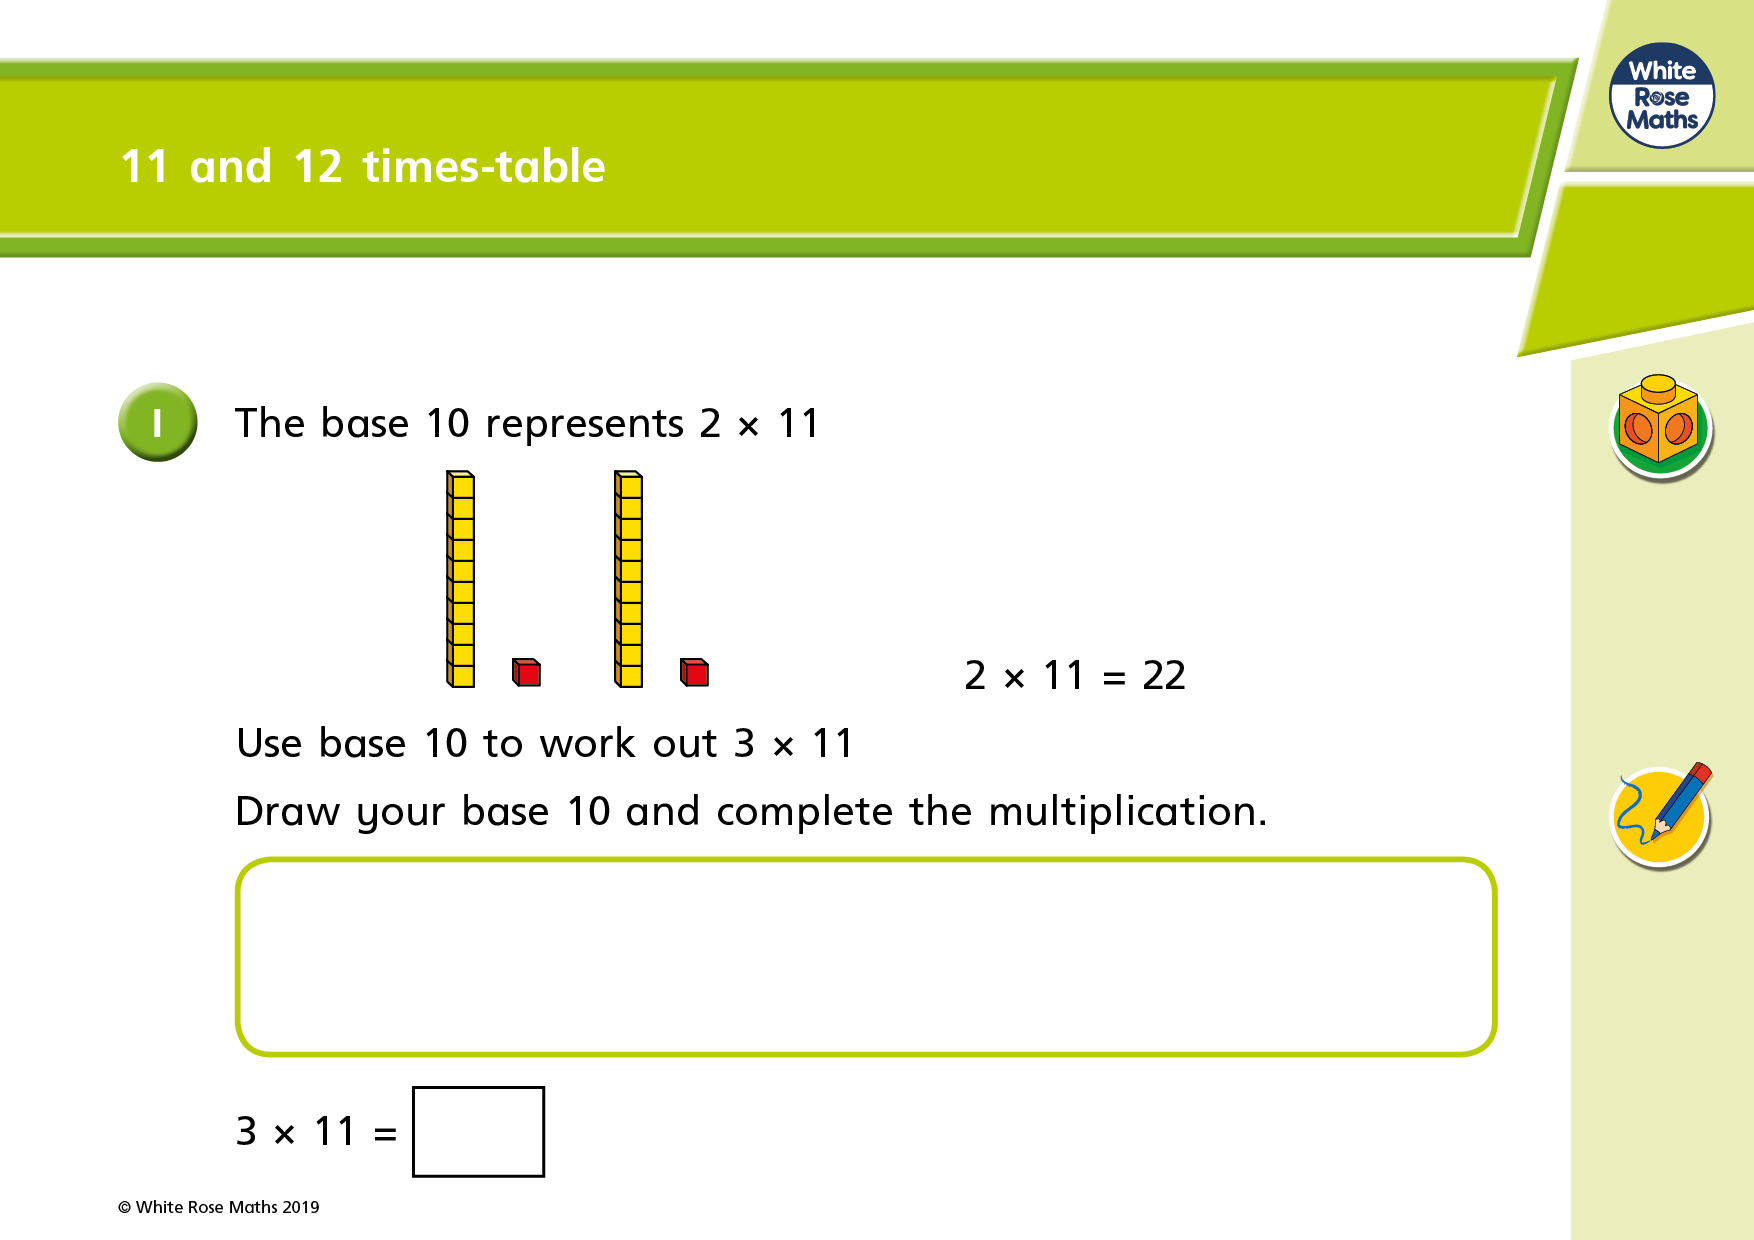 White
Rose
Maths
11 and 12 times-table
1 The base 10 represents 2 × 11
2 × 11 = 22
Use base 10 to work out 3 × 11
Draw your base 10 and complete the multiplication.
3 × 11 =
© White Rose Maths 2019